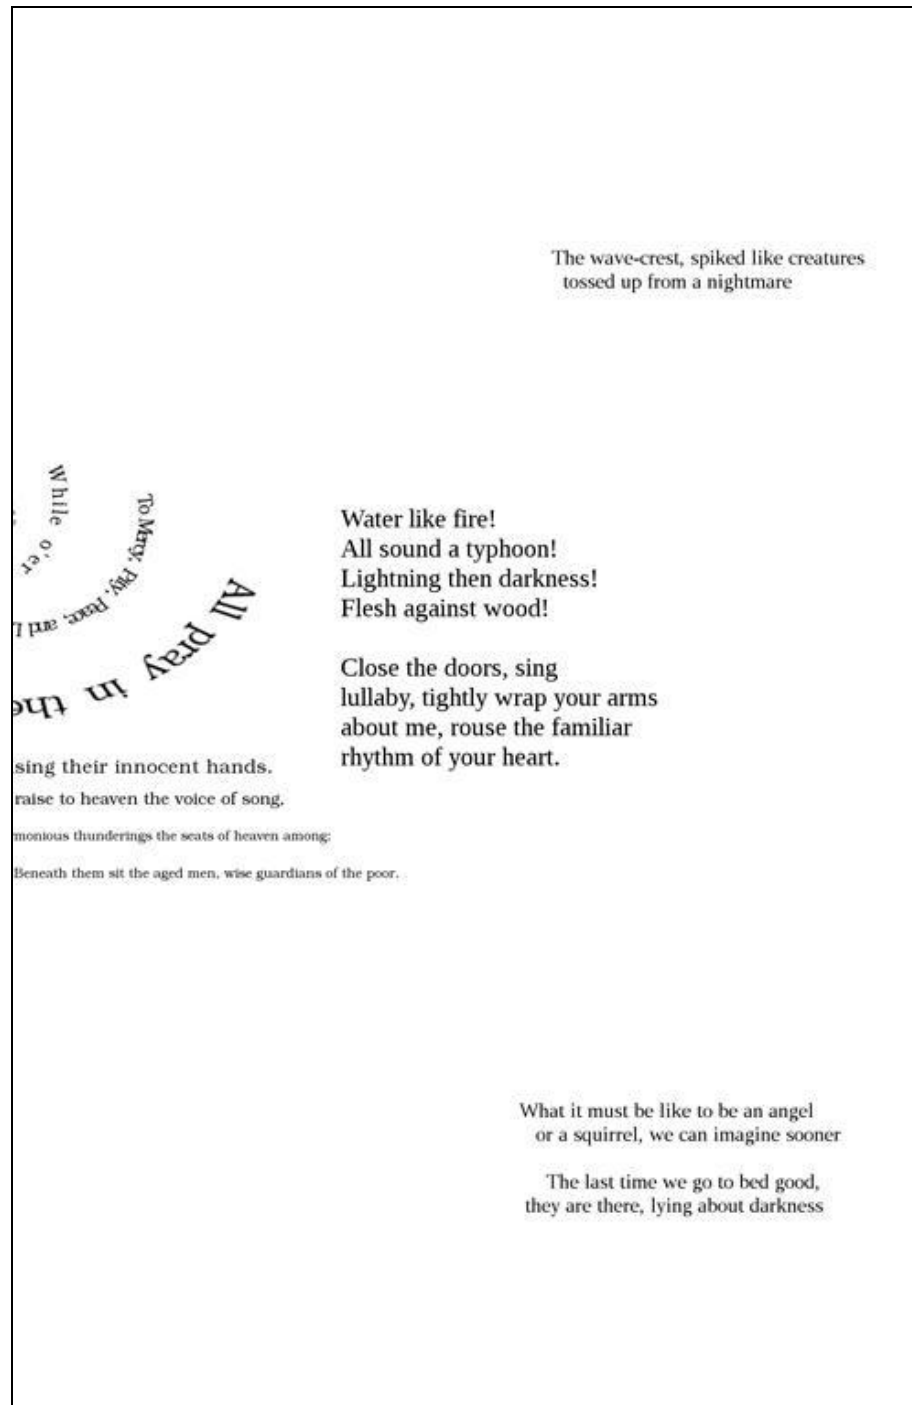 The wave-crest, spiked like creatures
tossed up from a nightmare
While o'er
To Mercy, Pity, Peace, and
All pray in the
Water like fire!
All sound a typhoon!
Lightning then darkness!
Flesh against wood!
Close the doors, sing
lullaby, tightly wrap your arms
about me, rouse the familiar
rhythm of your heart.
sing their innocent hands.
raise to heaven the voice of song,
monious thunderings the seats of heaven among:
Beneath them sit the aged men, wise guardians of the poor.
What it must be like to be an angel
or a squirrel, we can imagine sooner
The last time we go to bed good,
they are there, lying about darkness